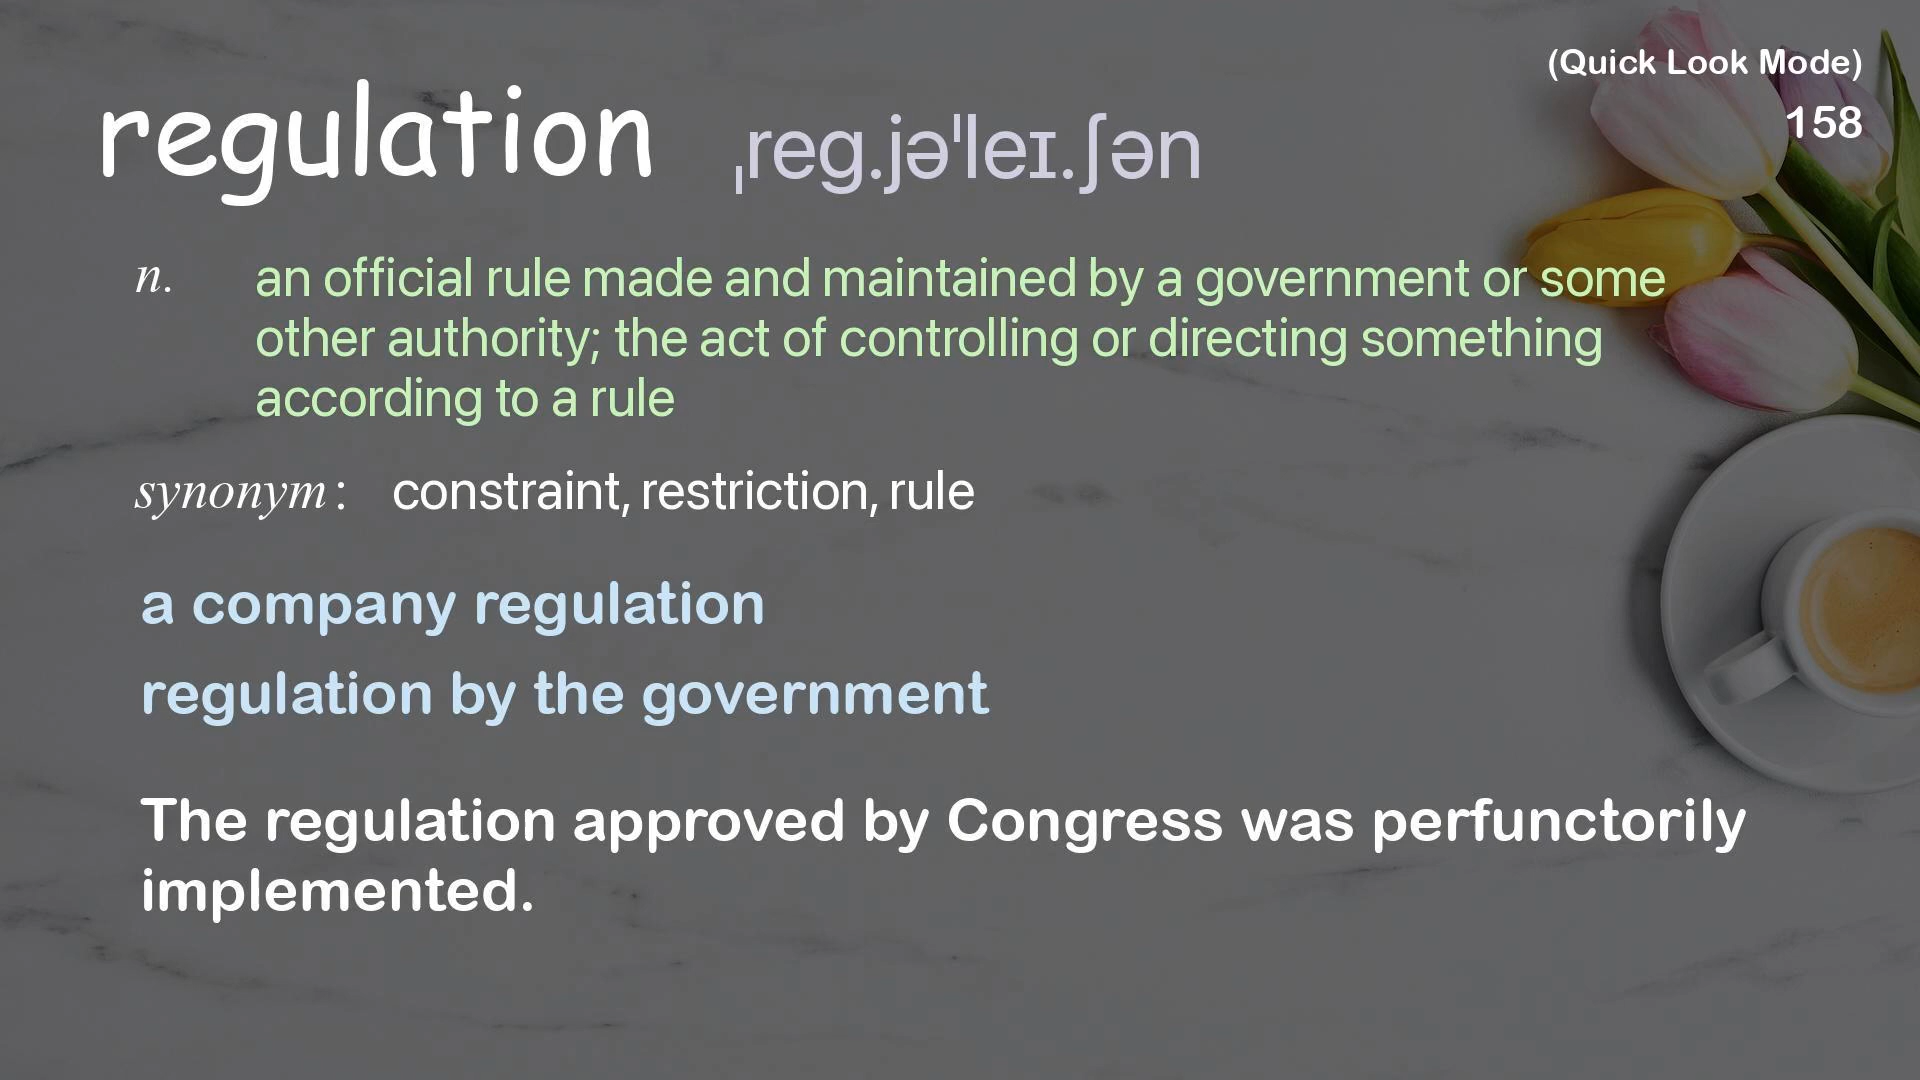 (Quick Look Mode)
158
regulation ˌreɡ.jəˈleɪ.ʃən
n. an official rule made and maintained by a government or some
other authority; the act of controlling or directing something
according to a rule
synonym : constraint, restriction, rule
a company regulation
regulation by the government
The regulation approved by Congress was perfunctorily
implemented.